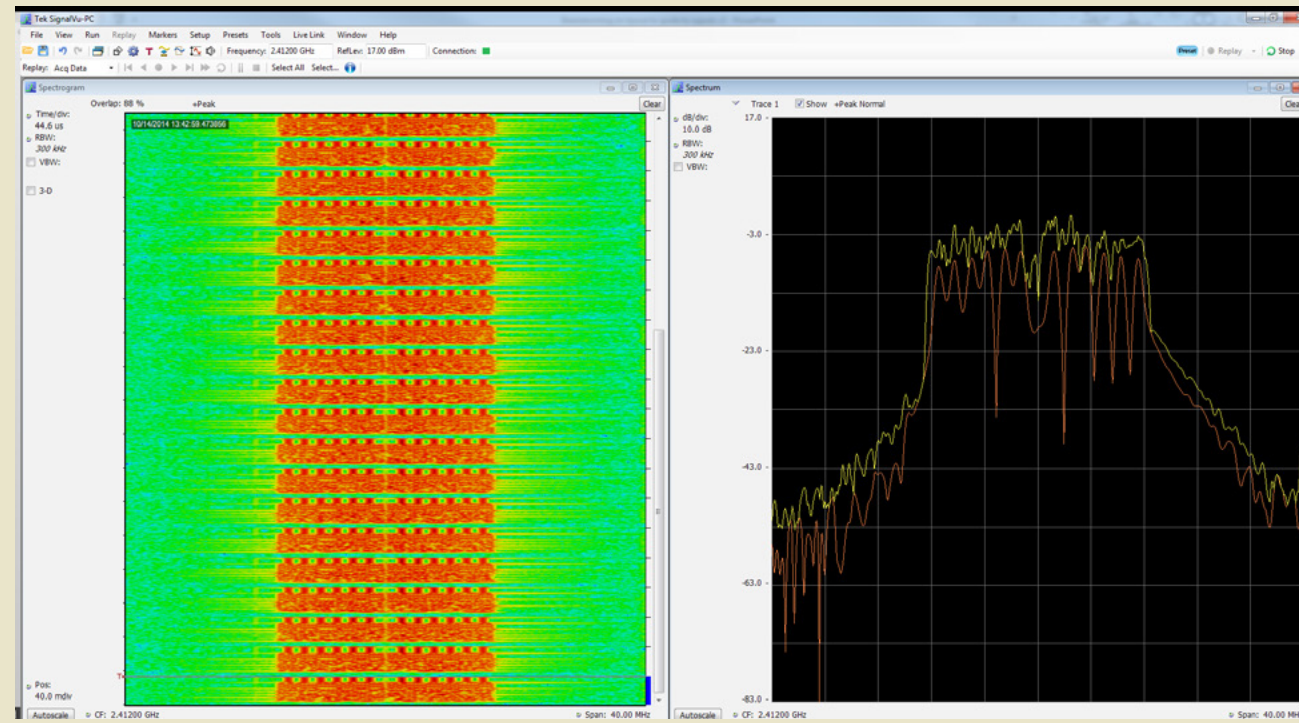 Tek SignalVu-PC
File View Run Replay Markers Setup Presets Tools Live Link Window Help
T Frequency: 2.41200 GHz RefLev: 17.00 dBm Connection: Preset Replay Stop
Replay: Acq Data Select All Select...
Spectrogram
Overlap: 88 % +Peak Clear
Time/div:
44.6 us
RBW:
300 kHz
VBW:
3-D
10/14/2014 13:42:59.473856
T
Pos:
40.0 mdiv
Autoscale CF: 2.41200 GHz Span: 40.00 MHz
Spectrum
Trace 1 Show +Peak Normal Clea
dB/div:
10.0 dB
RBW:
300 kHz
VBW:
17.0
-3.0
-23.0
-43.0
-63.0
-83.0
Autoscale CF: 2.41200 GHz Span: 40.00 MH